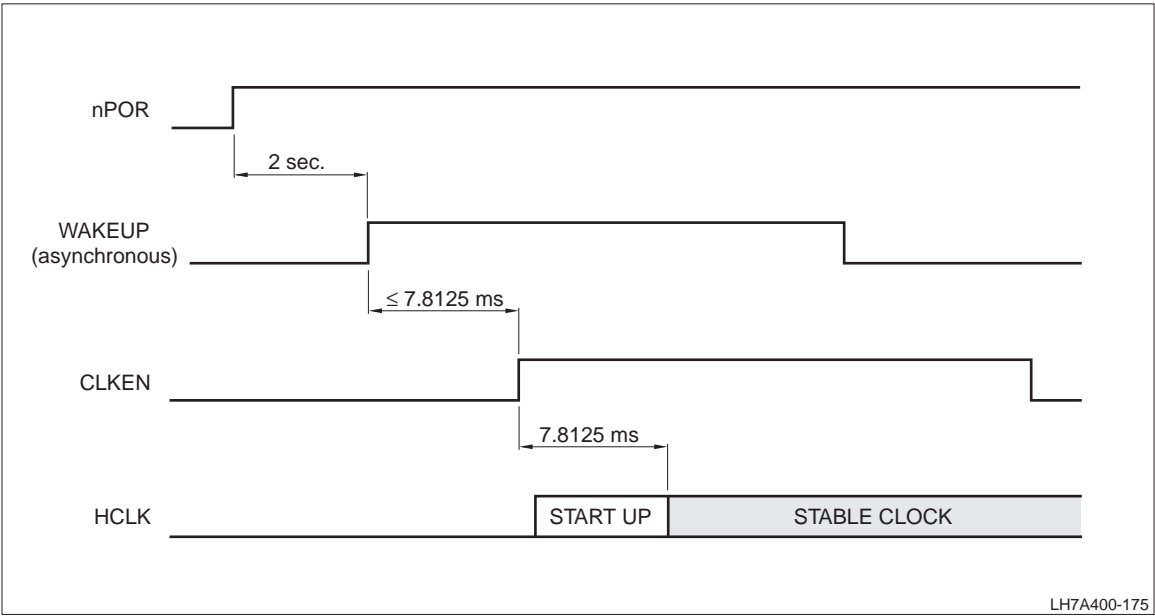 nPOR
2 sec.
WAKEUP
(asynchronous)
≤ 7.8125 ms
CLKEN
7.8125 ms
HCLK
START UP
STABLE CLOCK
LH7A400-175